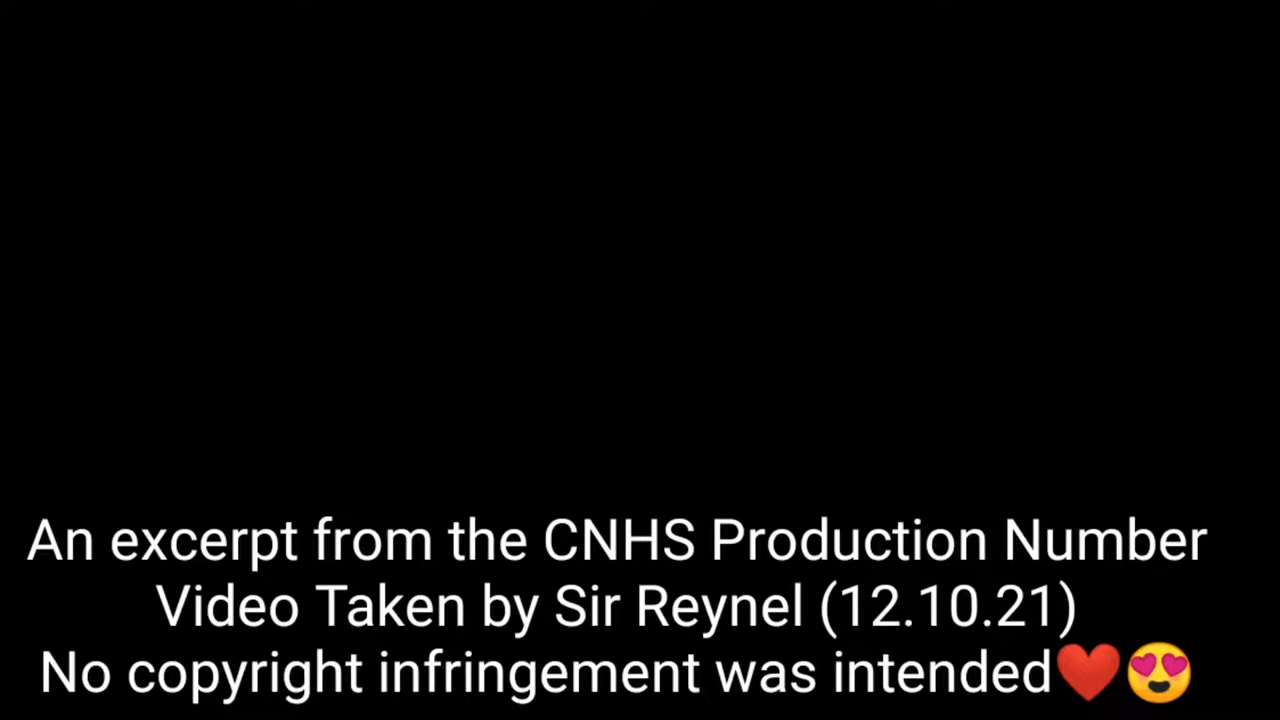 An excerpt from the CNHS Production Number
Video Taken by Sir Reynel (12.10.21)
No copyright infringement was intended❤️😍